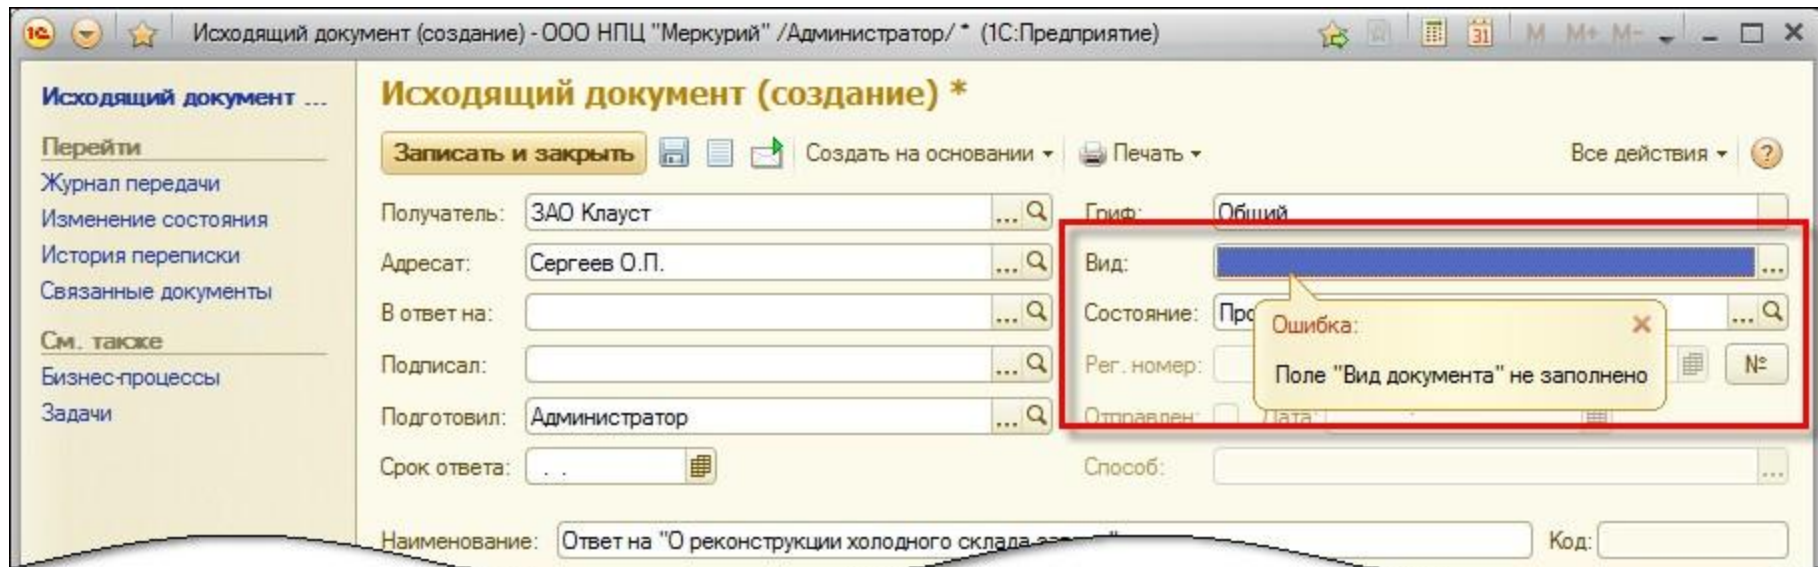 Исходящий документ (создание) - ООО НПЦ "Меркурий" /Администратор/ * (1С:Предприятие)
31 M M+ M-
Исходящий документ ...
Перейти
Журнал передачи
Изменение состояния
История переписки
Связанные документы
См. также
Бизнес-процессы
Задачи
Исходящий документ (создание) *
Записать и закрыть Создать на основании Печать Все действия ?
Получатель: ЗАО Клауст ... Гриф: Общий
Адресат: Сергеев О.П. ... Вид: ...
В ответ на: ... Состояние: Про ...
Ошибка:
Поле "Вид документа" не заполнено
Подписал: ... Рег. номер: №
Подготовил: Администратор ... Отправлен: Дата:
Срок ответа: . . Способ: ...
Наименование: Ответ на "О реконструкции холодного склада Код: